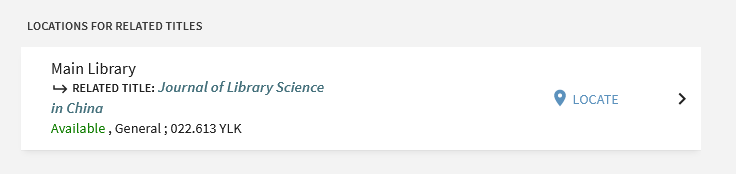 LOCATIONS FOR RELATED TITLES
Main Library
RELATED TITLE: Journal of Library Science
in China
Available , General ; 022.613 YLK
LOCATE